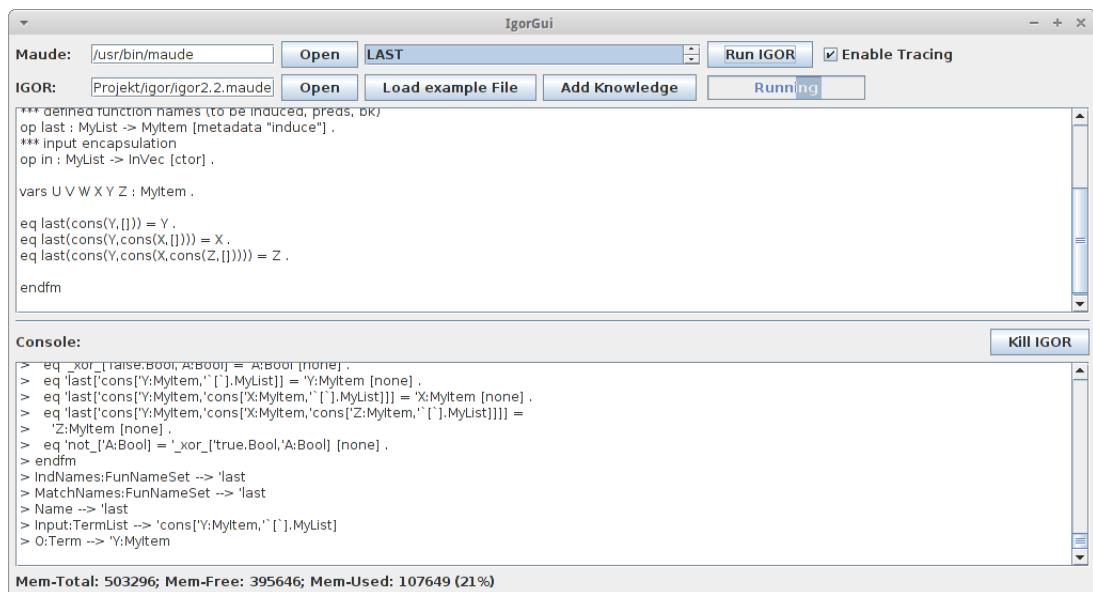 IgorGui
Maude: /usr/bin/maude Open LAST Run IGOR Enable Tracing
IGOR: Projekt/igor/igor2.2.maude Open Load example File Add Knowledge Running
*** defined function names (to be induced, preds, bk)
op last : MyList -> MyItem [metadata "induce"] .
*** input encapsulation
op in : MyList -> InVec [ctor] .
vars U V W X Y Z : MyItem .
eq last(cons(Y,[])) = Y .
eq last(cons(Y,cons(X,[]))) = X .
eq last(cons(Y,cons(X,cons(Z,[])))) = Z .
endfm
Console: Kill IGOR
> eq '_xor_['false.Bool,'A:Bool] = 'A:Bool [none] .
> eq 'last['cons['Y:MyItem,'`[`].MyList]] = 'Y:MyItem [none] .
> eq 'last['cons['Y:MyItem,'cons['X:MyItem,'`[`].MyList]]] = 'X:MyItem [none] .
> eq 'last['cons['Y:MyItem,'cons['X:MyItem,'cons['Z:MyItem,'`[`].MyList]]]] =
> 'Z:MyItem [none] .
> eq 'not_['A:Bool] = '_xor_['true.Bool,'A:Bool] [none] .
> endfm
> IndNames:FunNameSet --> 'last
> MatchNames:FunNameSet --> 'last
> Name --> 'last
> Input:TermList --> 'cons['Y:MyItem,'`[`].MyList]
> O:Term --> 'Y:MyItem
Mem-Total: 503296; Mem-Free: 395646; Mem-Used: 107649 (21%)